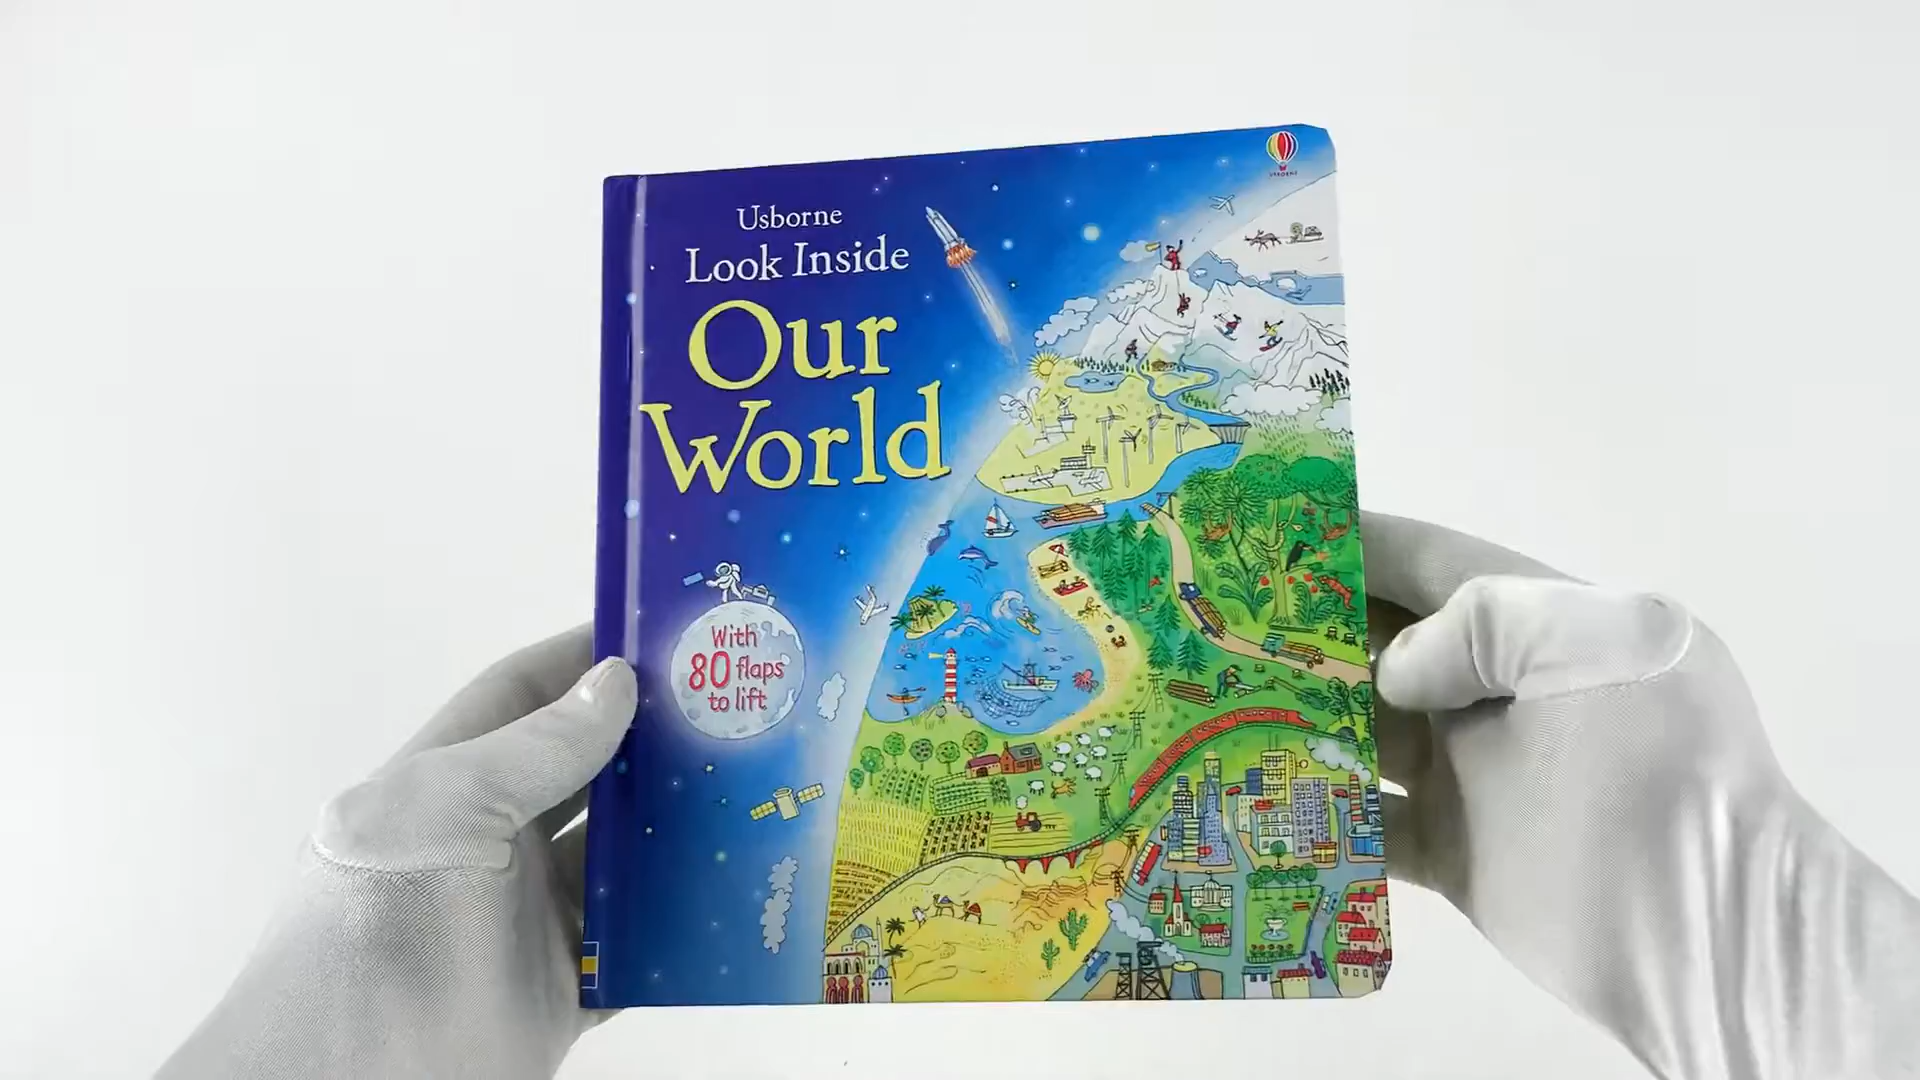 Usborne
Look Inside
Our
World
With
80 flaps
to lift
USBORNE